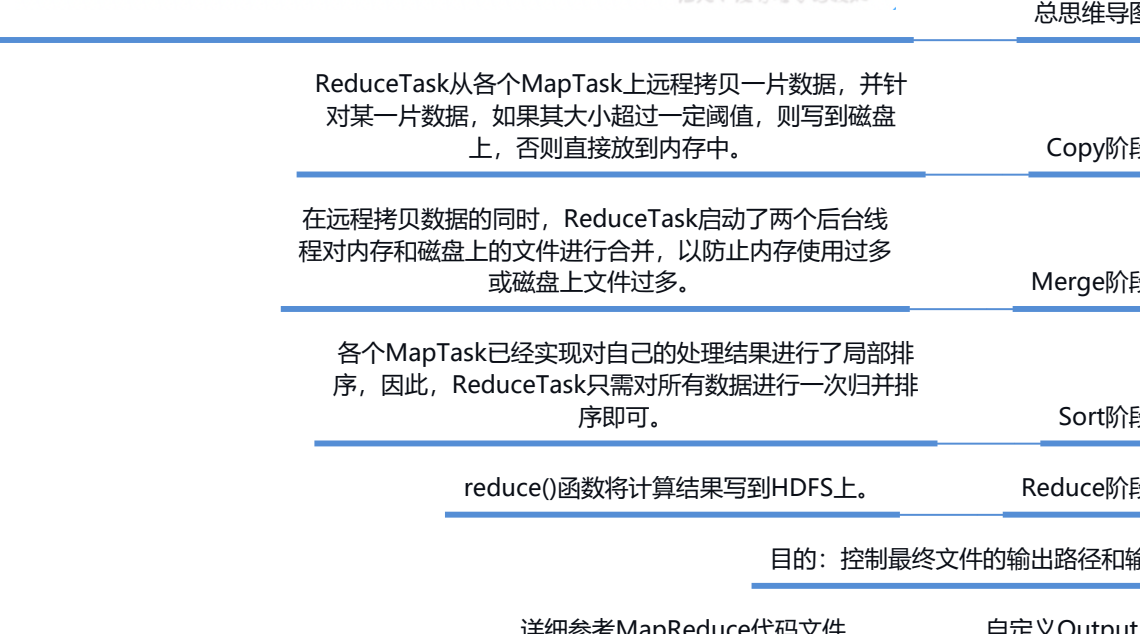 总思维导图
ReduceTask从各个MapTask上远程拷贝一片数据，并针
对某一片数据，如果其大小超过一定阈值，则写到磁盘
上，否则直接放到内存中。
Copy阶段
在远程拷贝数据的同时，ReduceTask启动了两个后台线
程对内存和磁盘上的文件进行合并，以防止内存使用过多
或磁盘上文件过多。
Merge阶段
各个MapTask已经实现对自己的处理结果进行了局部排
序，因此，ReduceTask只需对所有数据进行一次归并排
序即可。
Sort阶段
reduce()函数将计算结果写到HDFS上。
Reduce阶段
目的：控制最终文件的输出路径和输
详细参考MapReduce代码文件
自定义Output